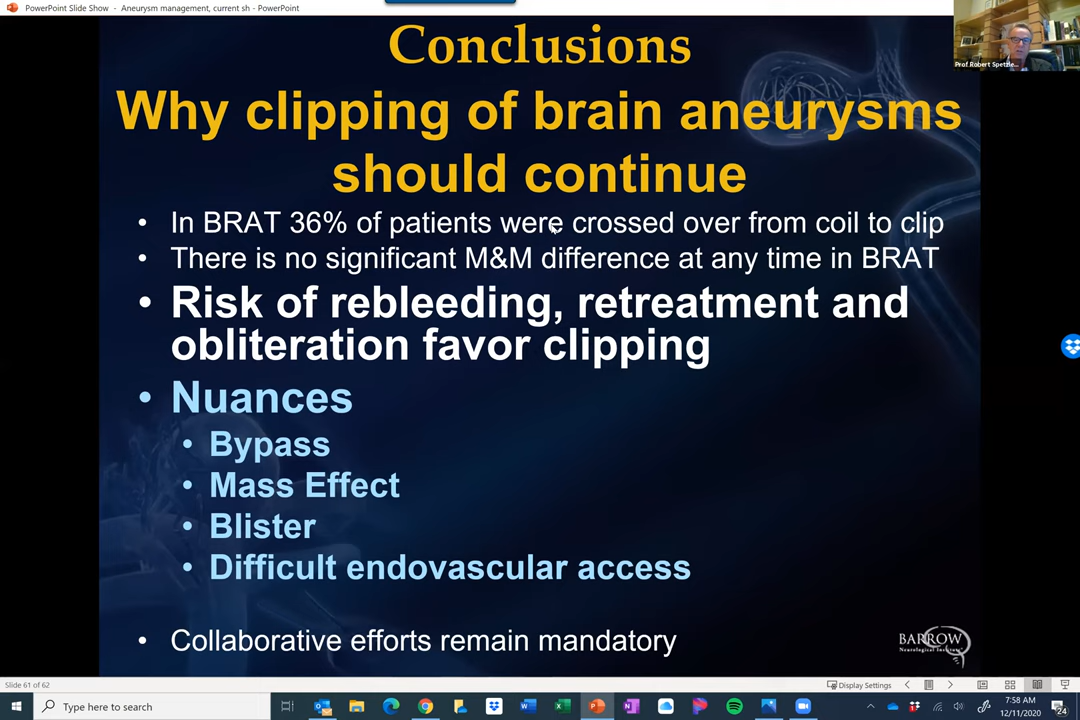 PowerPoint Slide Show - Aneurysm management, current sh - PowerPoint
Prof.Robert Spetzle...
Conclusions
Why clipping of brain aneurysms
should continue
• In BRAT 36% of patients were crossed over from coil to clip
• There is no significant M&M difference at any time in BRAT
• Risk of rebleeding, retreatment and
obliteration favor clipping
• Nuances
• Bypass
• Mass Effect
• Blister
• Difficult endovascular access
• Collaborative efforts remain mandatory
BARROW
Neurological Institute
Slide 61 of 62
Display Settings
Type here to search
7:58 AM
12/11/2020
24